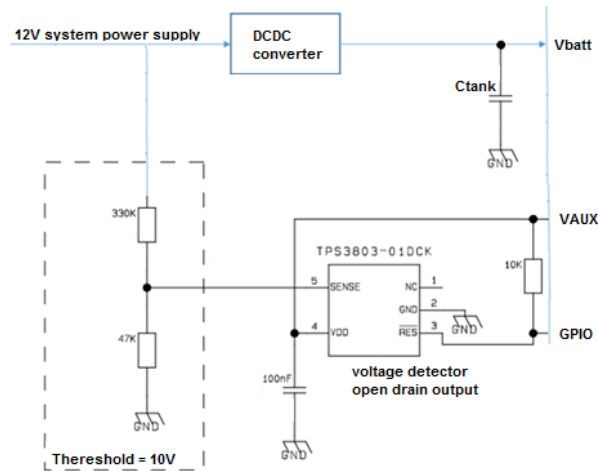 12V system power supply
DCDC
converter
Vbatt
Ctank
GND
330K
VAUX
TPS3803-01DCK
10K
5
SENSE
NC
1
GND
2
GND
4
VDD
RES
3
GPIO
47K
100nF
voltage detector
open drain output
GND
GND
Thereshold = 10V